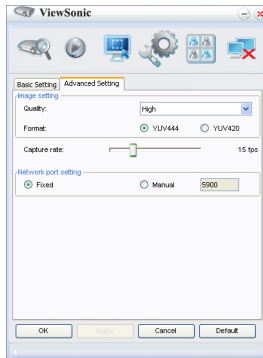 ViewSonic
Basic Setting Advanced Setting
Image setting
Quality: High
Format: YUV444 YUV420
Capture rate: 15 fps
Network port setting
Fixed Manual 5900
OK Apply Cancel Default